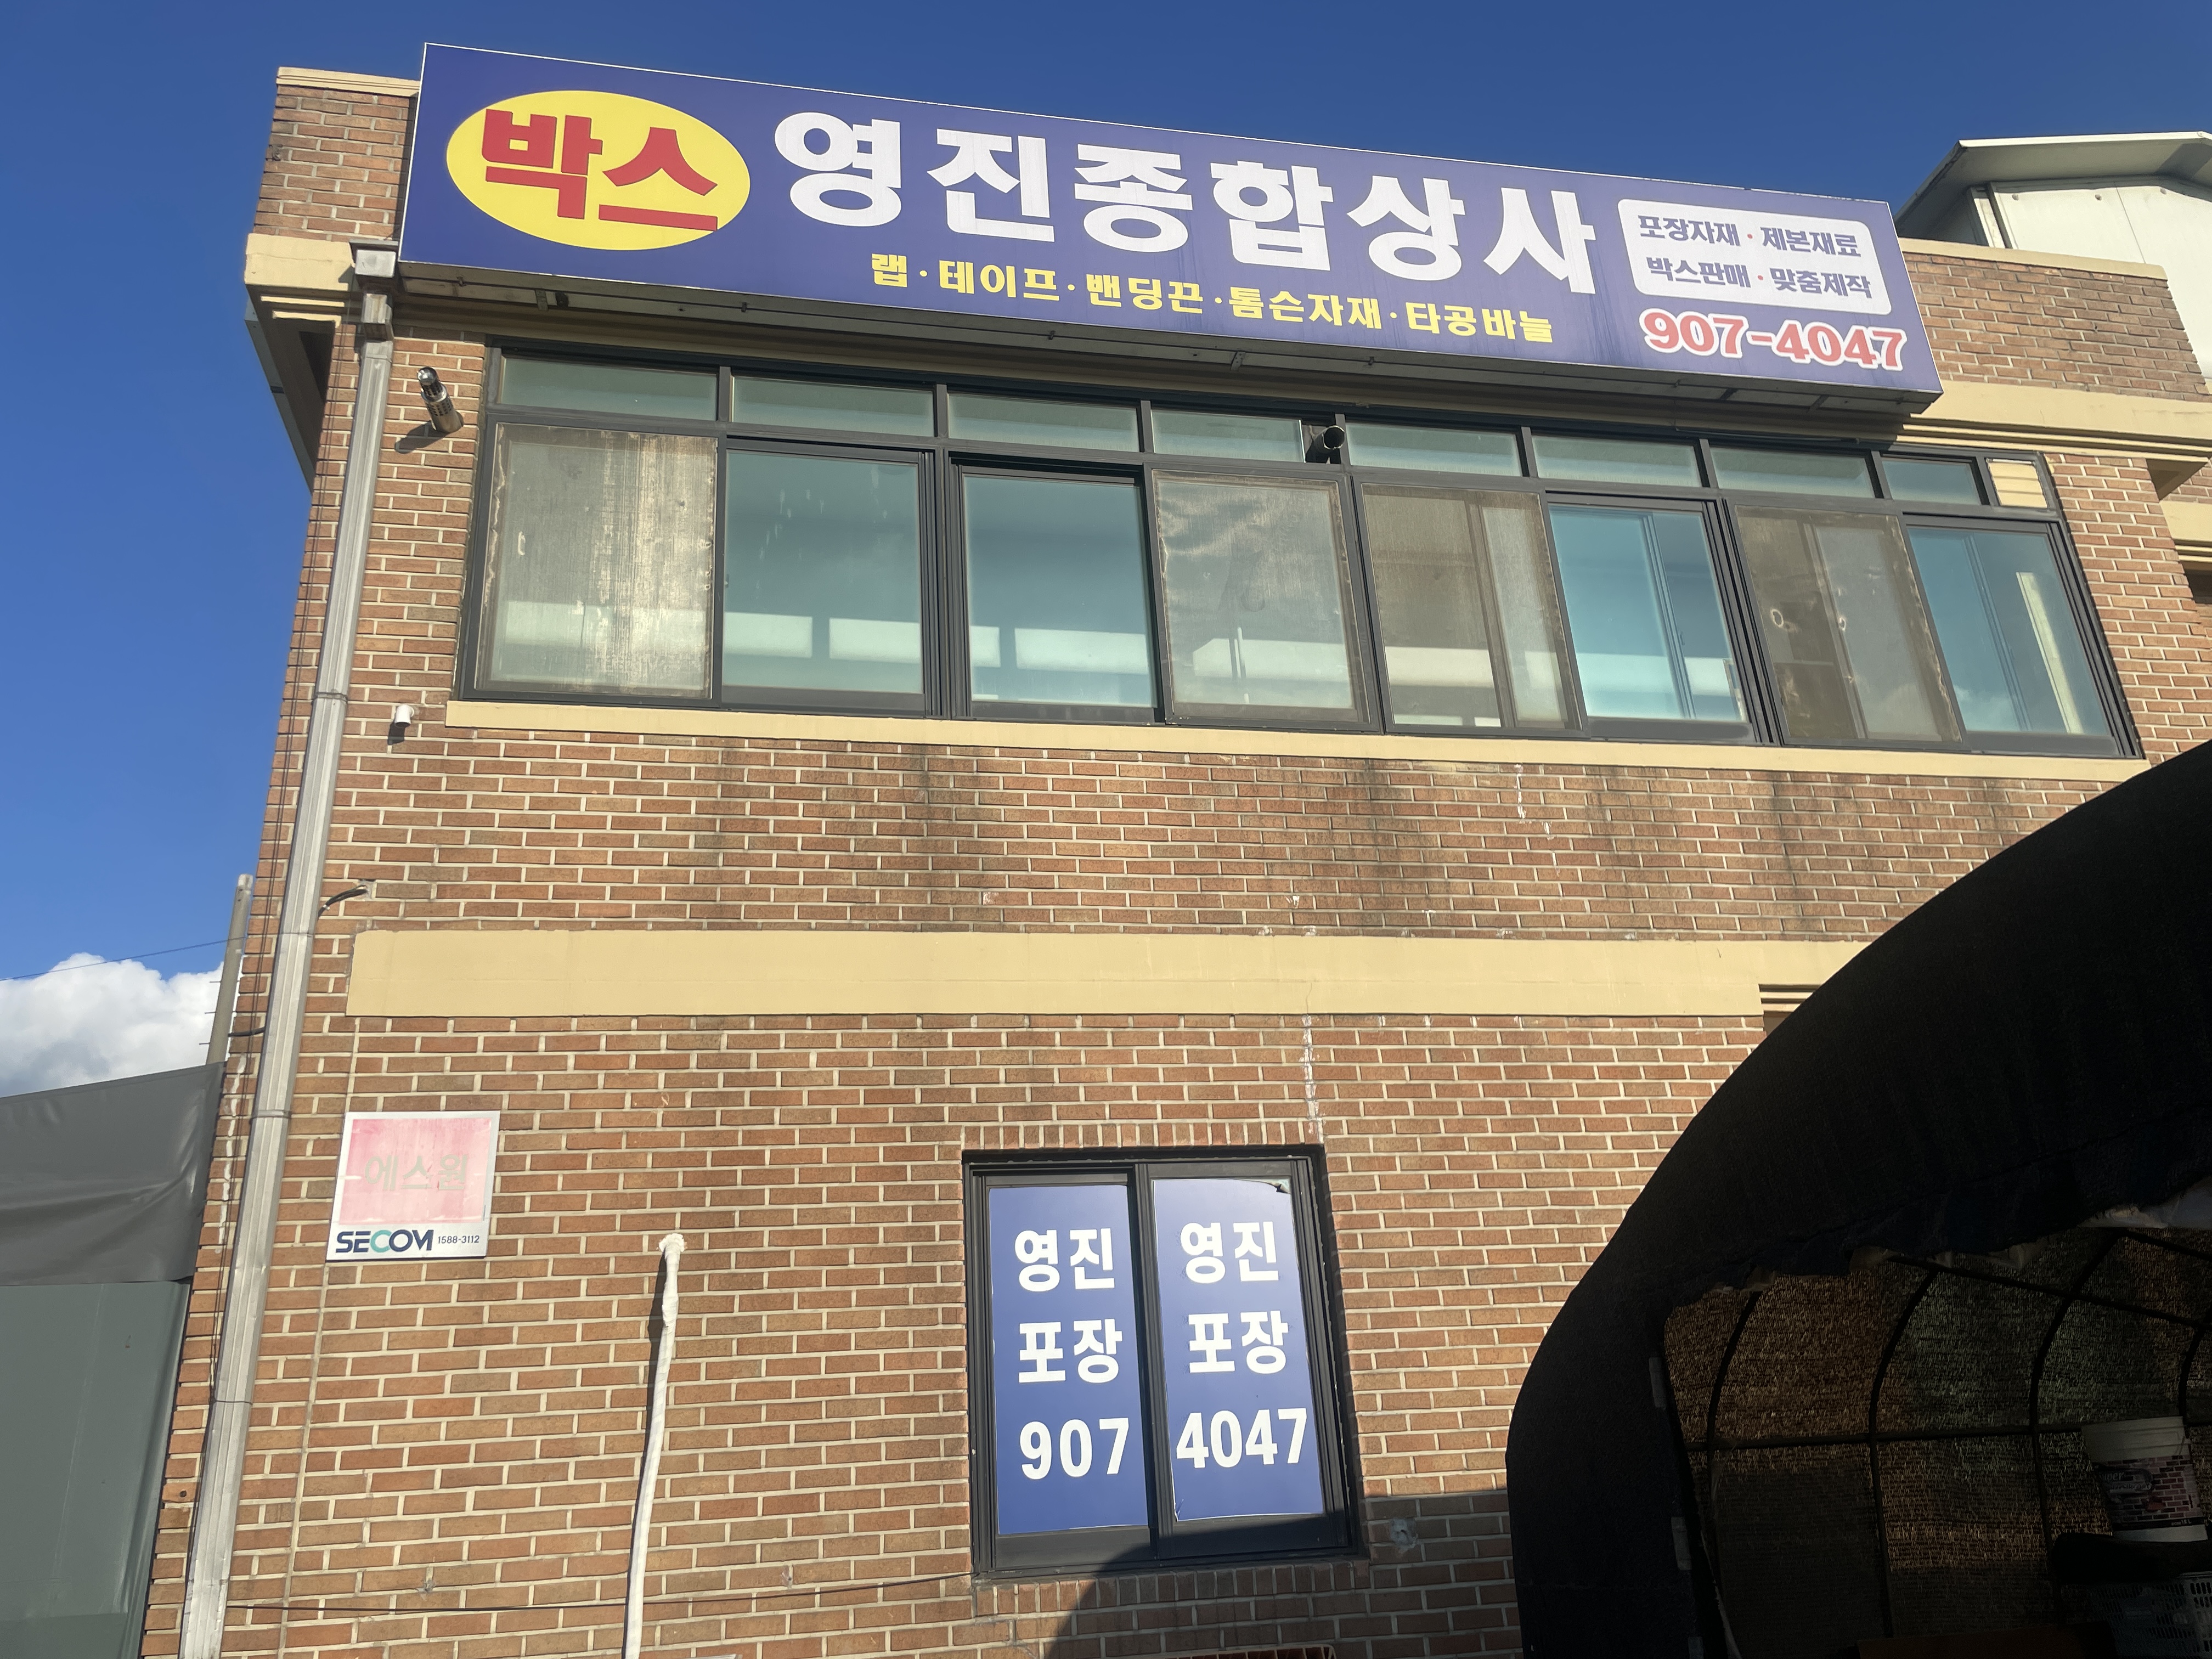 박스 영진종합상사
랩·테이프·밴딩끈·톰슨자재·타공바늘
포장자재·제본재료
박스판매·맞춤제작
907-4047
에스원
SECOM 1588-3112
영진
포장
907
영진
포장
4047